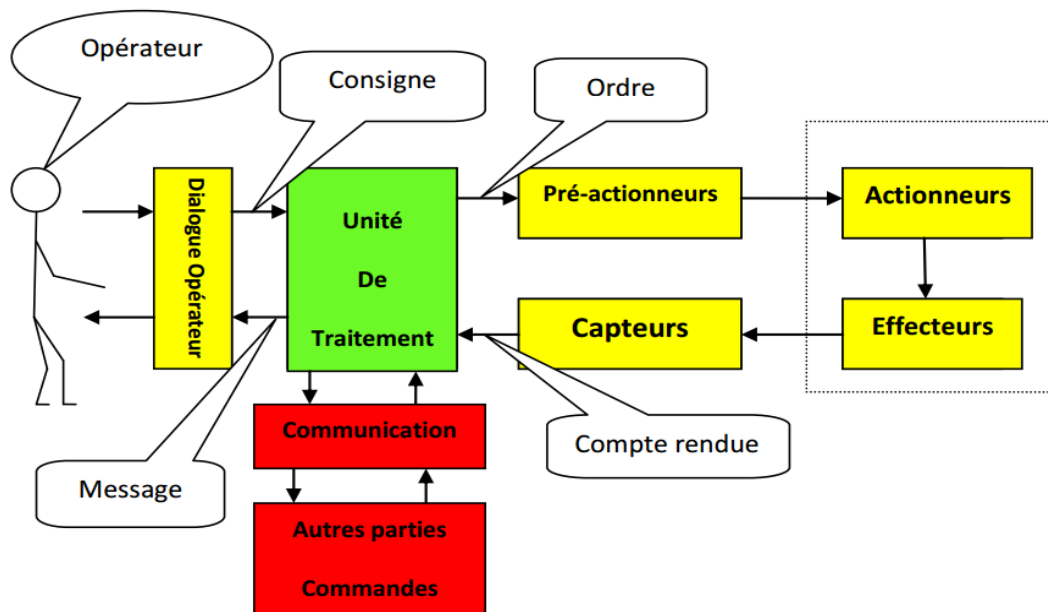 Opérateur
Consigne
Ordre
Dialogue Opérateur
Unité
De
Traitement
Pré-actionneurs
Actionneurs
Capteurs
Effecteurs
Communication
Compte rendue
Message
Autres parties
Commandes